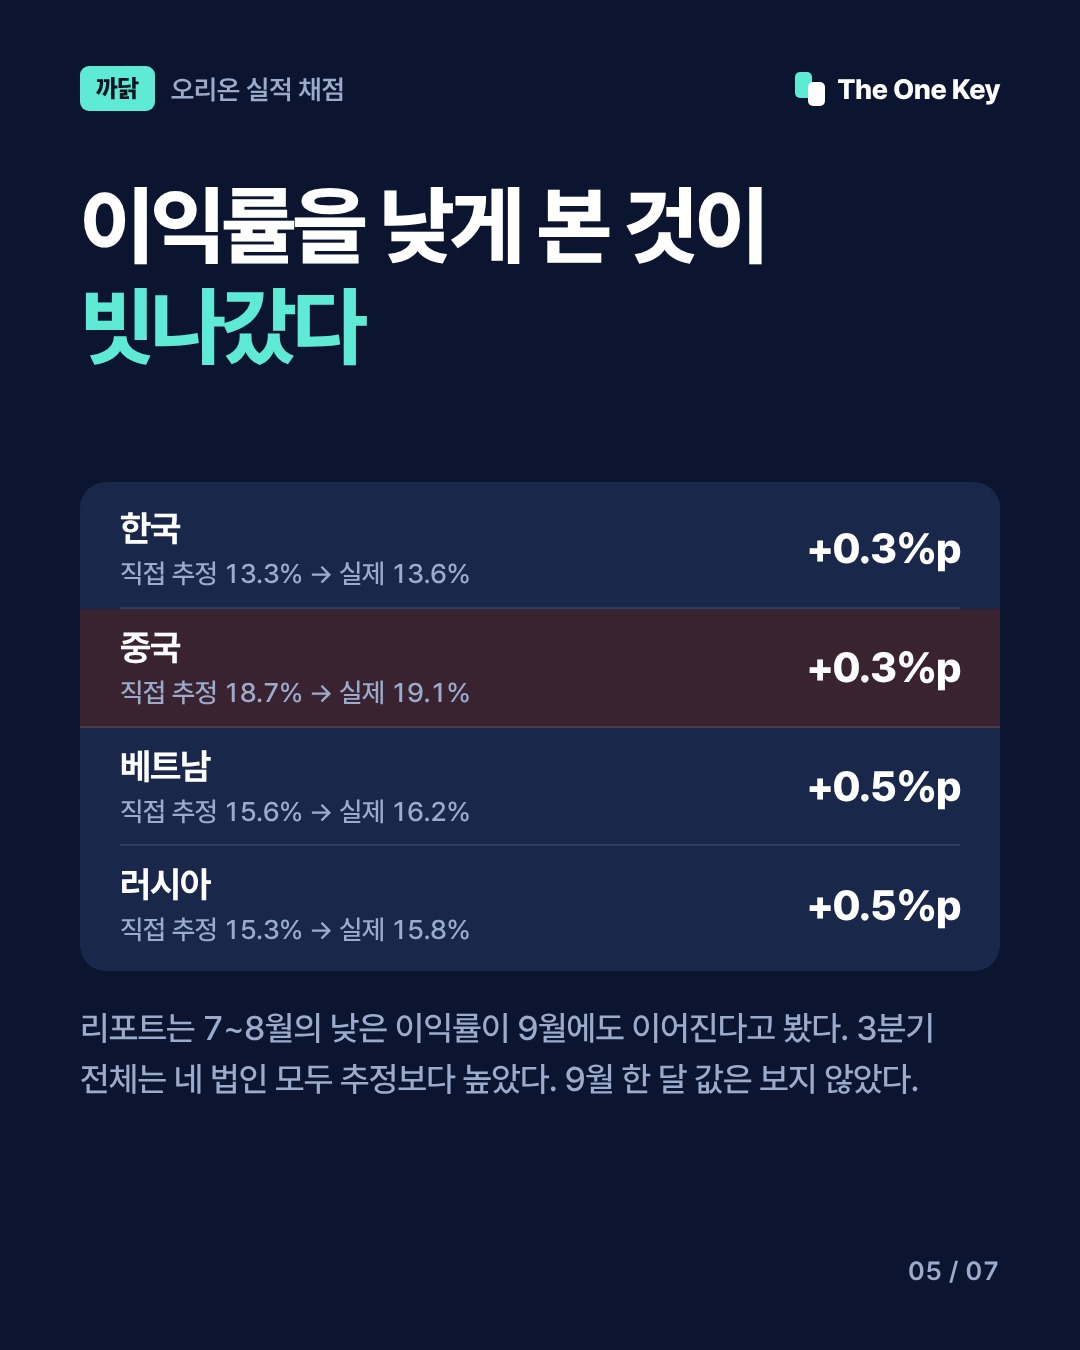 까닭 오리온 실적 채점
The One Key
이익률을 낮게 본 것이
빗나갔다
한국
직접 추정 13.3% → 실제 13.6%
+0.3%p
중국
직접 추정 18.7% → 실제 19.1%
+0.3%p
베트남
직접 추정 15.6% → 실제 16.2%
+0.5%p
러시아
직접 추정 15.3% → 실제 15.8%
+0.5%p
리포트는 7~8월의 낮은 이익률이 9월에도 이어진다고 봤다. 3분기
전체는 네 법인 모두 추정보다 높았다. 9월 한 달 값은 보지 않았다.
05 / 07